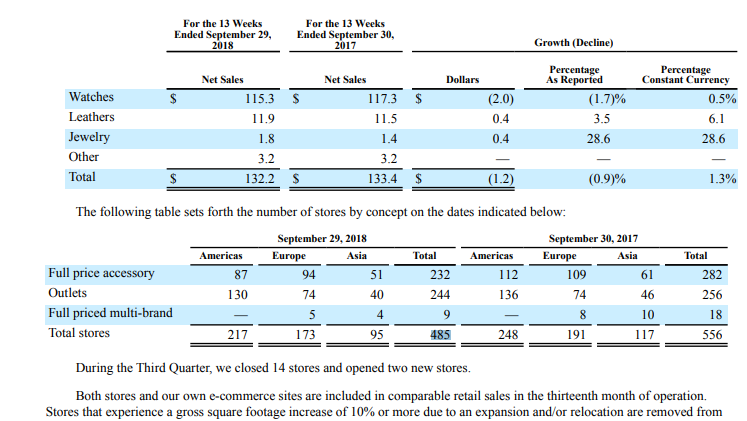 For the 13 Weeks Ended September 29, 2018 For the 13 Weeks Ended September 30, 2017 Growth (Decline)
Net Sales Net Sales Dollars Percentage As Reported Percentage Constant Currency
Watches $ 115.3 $ 117.3 $ (2.0) (1.7)% 0.5%
Leathers 11.9 11.5 0.4 3.5 6.1
Jewelry 1.8 1.4 0.4 28.6 28.6
Other 3.2 3.2 — — —
Total $ 132.2 $ 133.4 $ (1.2) (0.9)% 1.3%
The following table sets forth the number of stores by concept on the dates indicated below:
September 29, 2018 September 30, 2017
Americas Europe Asia Total Americas Europe Asia Total
Full price accessory 87 94 51 232 112 109 61 282
Outlets 130 74 40 244 136 74 46 256
Full priced multi-brand — 5 4 9 — 8 10 18
Total stores 217 173 95 485 248 191 117 556
During the Third Quarter, we closed 14 stores and opened two new stores.
Both stores and our own e-commerce sites are included in comparable retail sales in the thirteenth month of operation.
Stores that experience a gross square footage increase of 10% or more due to an expansion and/or relocation are removed from